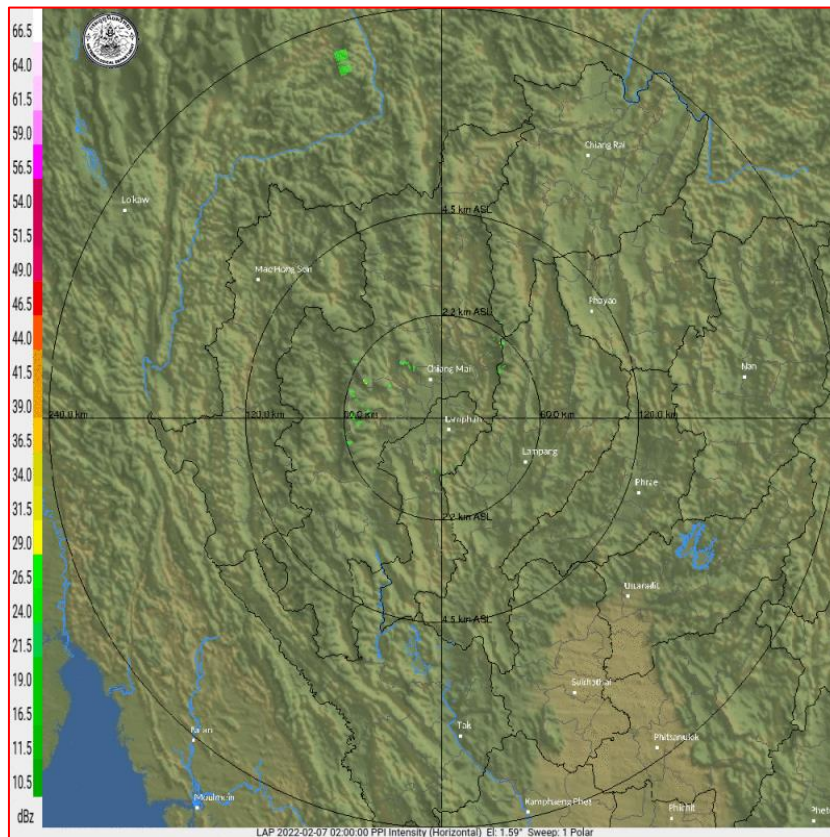 66.5
64.0
61.5
59.0
56.5
54.0
51.5
49.0
46.5
44.0
41.5
39.0
36.5
34.0
31.5
29.0
26.5
24.0
21.5
19.0
16.5
11.5
10.5
dBz
Chiang Rai
Loikaw
4.5 km ASL
Mae Hong Son
Phayao
2.2 km ASL
Chiang Mai
Nan
240.0 km
120.0 km
60.0 km
60.0 km
120.0 km
Lamphun
Lampang
Phrae
2.2 km ASL
Uttaradit
4.5 km ASL
Sukhothai
Tak
Phitsanulok
Moulmein
Kamphaeng Phet
Phichit
LAP 2022-02-07 02:00:00 PPI Intensity (Horizontal) El: 1.59° Sweep: 1 Polar